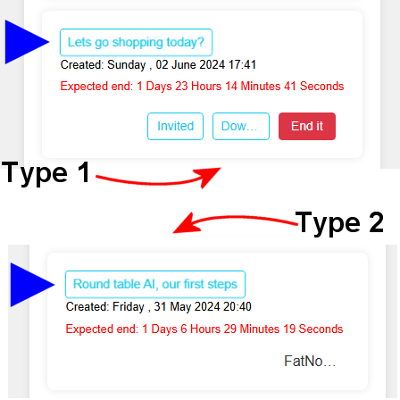 Lets go shopping today?
Created: Sunday , 02 June 2024 17:41
Expected end: 1 Days 23 Hours 14 Minutes 41 Seconds
Invited Dow... End it
Type 1
Type 2
Round table AI, our first steps
Created: Friday , 31 May 2024 20:40
Expected end: 1 Days 6 Hours 29 Minutes 19 Seconds
FatNo...